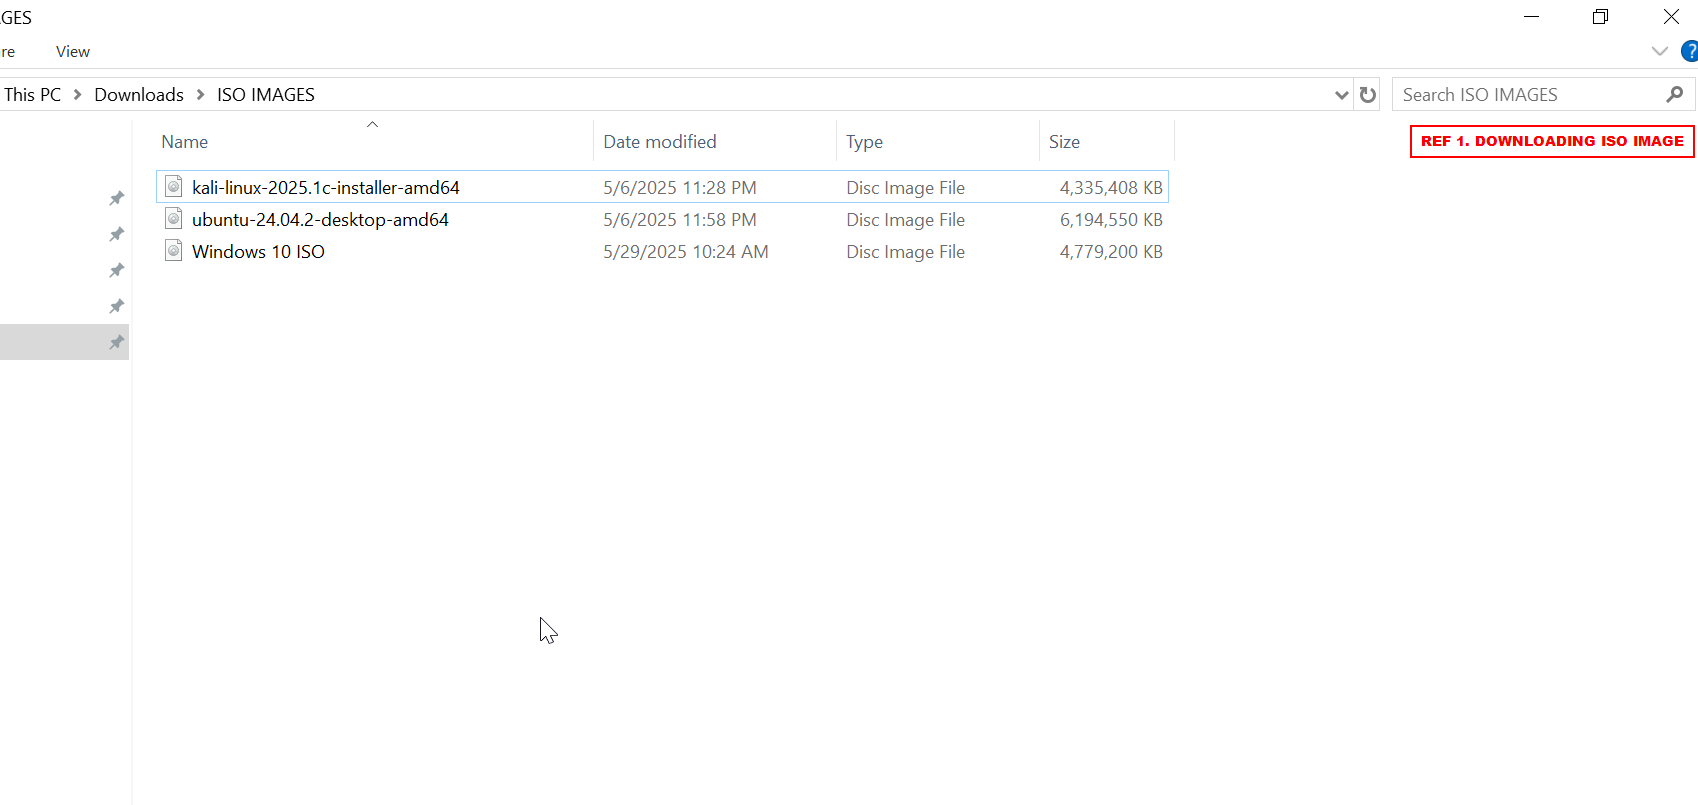 GES
re View
?
This PC Downloads ISO IMAGES Search ISO IMAGES
REF 1. DOWNLOADING ISO IMAGE
Name Date modified Type Size
kali-linux-2025.1c-installer-amd64 5/6/2025 11:28 PM Disc Image File 4,335,408 KB
ubuntu-24.04.2-desktop-amd64 5/6/2025 11:58 PM Disc Image File 6,194,550 KB
Windows 10 ISO 5/29/2025 10:24 AM Disc Image File 4,779,200 KB